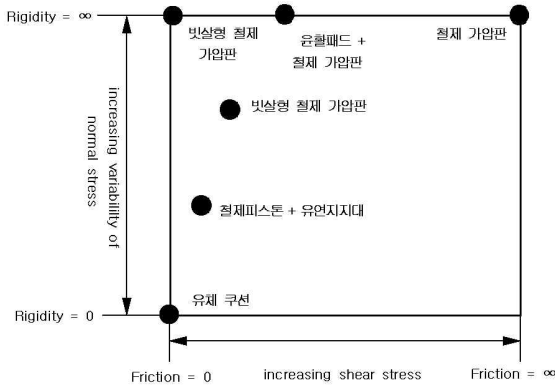 Rigidity = ∞
빗살형 철제
가압판
윤활패드 +
철제 가압판
철제 가압판
빗살형 철제 가압판
increasing variabililty of
normal stress
철제피스톤 + 유연지지대
유체 쿠션
Rigidity = 0
Friction = 0
increasing shear stress
Friction = ∞